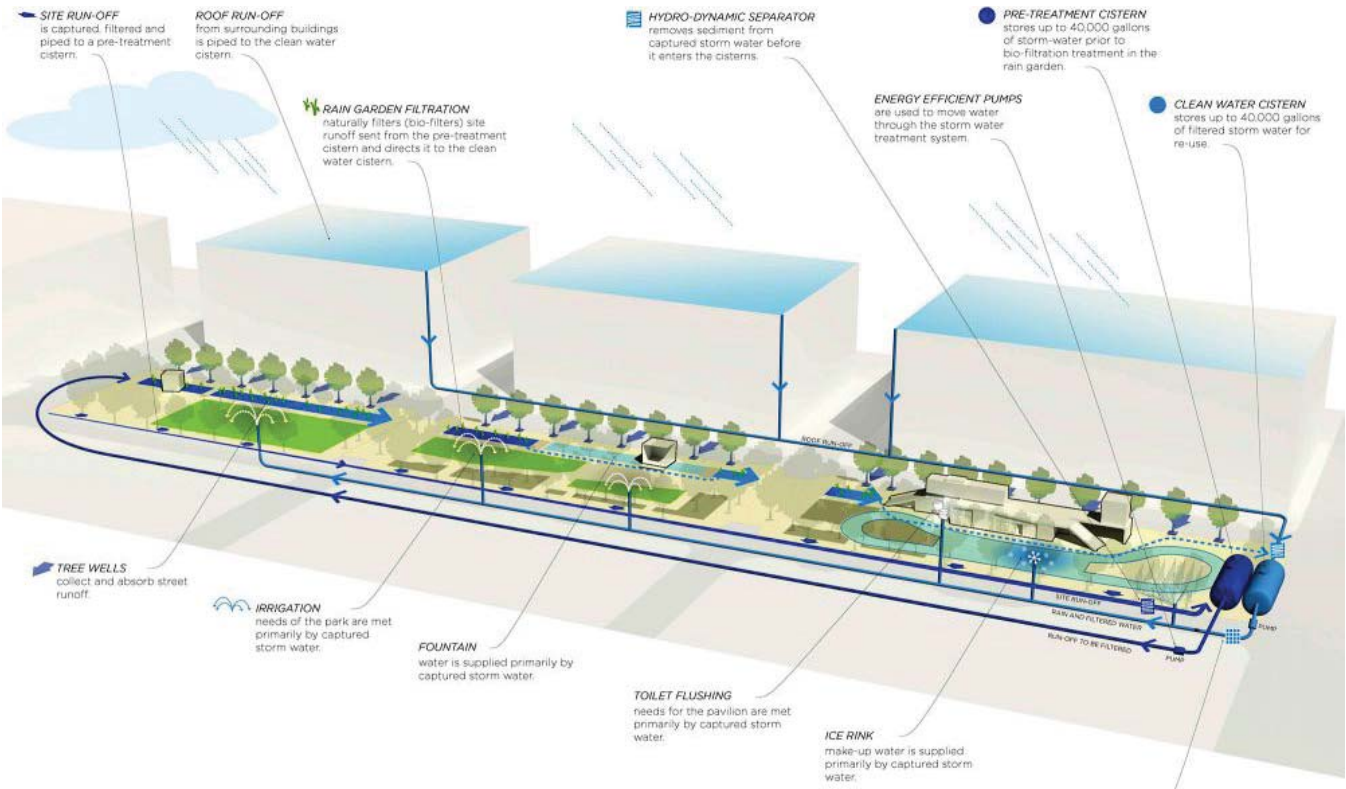 SITE RUN-OFF
is captured, filtered and
piped to a pre-treatment
cistern.
ROOF RUN-OFF
from surrounding buildings
is piped to the clean water
cistern.
HYDRO-DYNAMIC SEPARATOR
removes sediment from
captured storm water before
it enters the cisterns.
PRE-TREATMENT CISTERN
stores up to 40,000 gallons
of storm-water prior to
bio-filtration treatment in the
rain garden.
RAIN GARDEN FILTRATION
naturally filters (bio-filters) site
runoff sent from the pre-treatment
cistern and directs it to the clean
water cistern.
ENERGY EFFICIENT PUMPS
are used to move water
through the storm water
treatment system.
CLEAN WATER CISTERN
stores up to 40,000 gallons
of filtered storm water for
re-use.
ROOF RUN-OFF
SITE RUN-OFF
RAIN AND FILTERED WATER
RUN-OFF TO BE FILTERED
PUMP
PUMP
TREE WELLS
collect and absorb street
runoff.
IRRIGATION
needs of the park are met
primarily by captured
storm water.
FOUNTAIN
water is supplied primarily by
captured storm water.
TOILET FLUSHING
needs for the pavilion are met
primarily by captured storm
water.
ICE RINK
make-up water is supplied
primarily by captured storm
water.